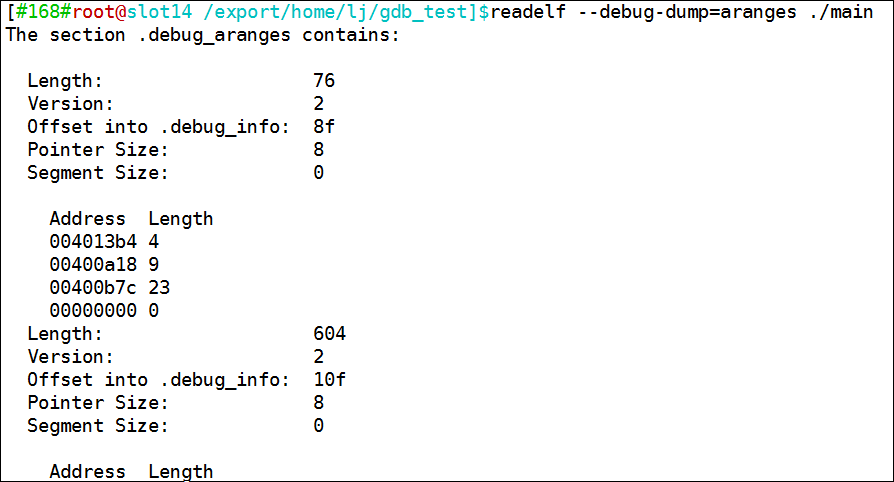 [#168#root@slot14 /export/home/lj/gdb_test]$readelf --debug-dump=aranges ./main
The section .debug_aranges contains:
Length: 76
Version: 2
Offset into .debug_info: 8f
Pointer Size: 8
Segment Size: 0
Address Length
004013b4 4
00400a18 9
00400b7c 23
00000000 0
Length: 604
Version: 2
Offset into .debug_info: 10f
Pointer Size: 8
Segment Size: 0
Address Length